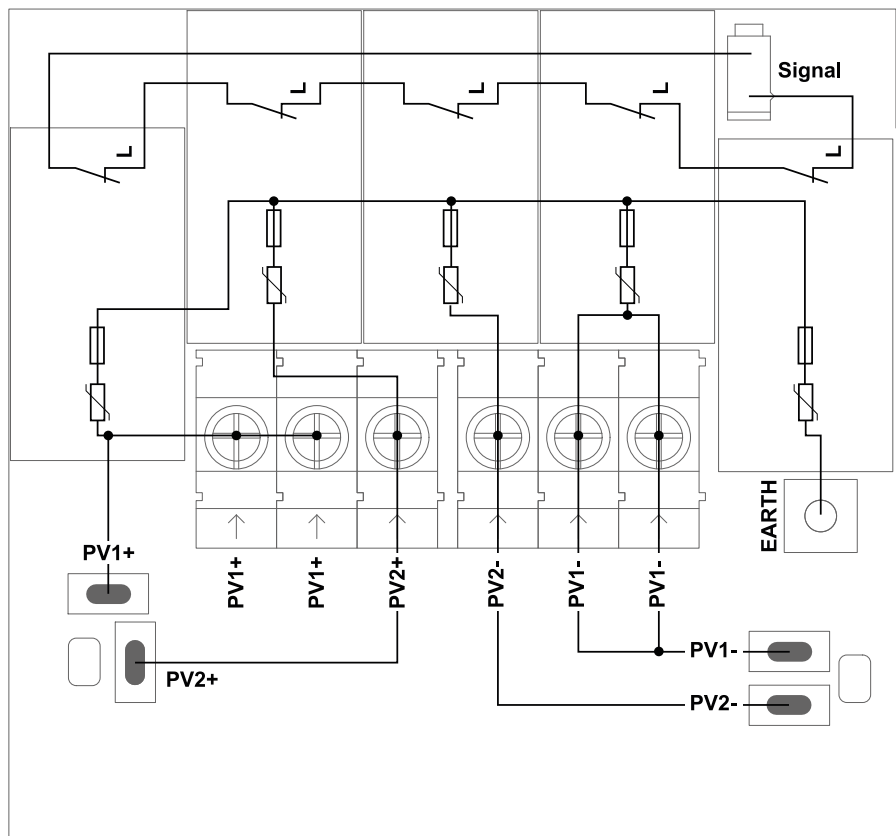 Signal
L
L
L
L
L
EARTH
PV1+
PV1+
PV1+
PV2+
PV2-
PV1-
PV1-
PV2+
PV1-
PV2-